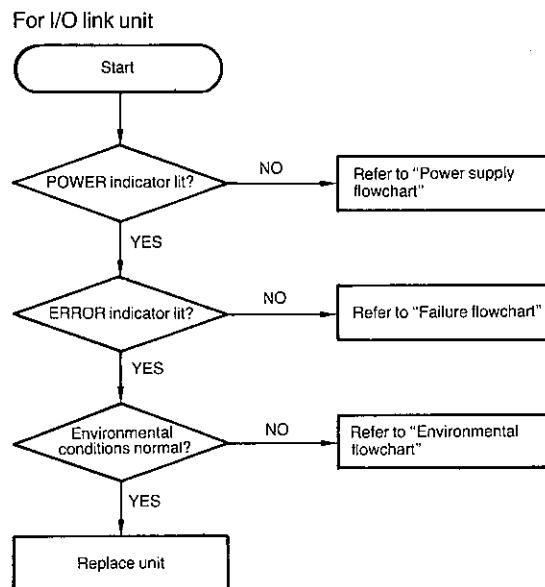 For I/O link unit
Start
POWER indicator lit?
NO
Refer to “Power supply
flowchart”
YES
ERROR indicator lit?
NO
Refer to “Failure flowchart”
YES
Environmental
conditions normal?
NO
Refer to “Environmental
flowchart”
YES
Replace unit